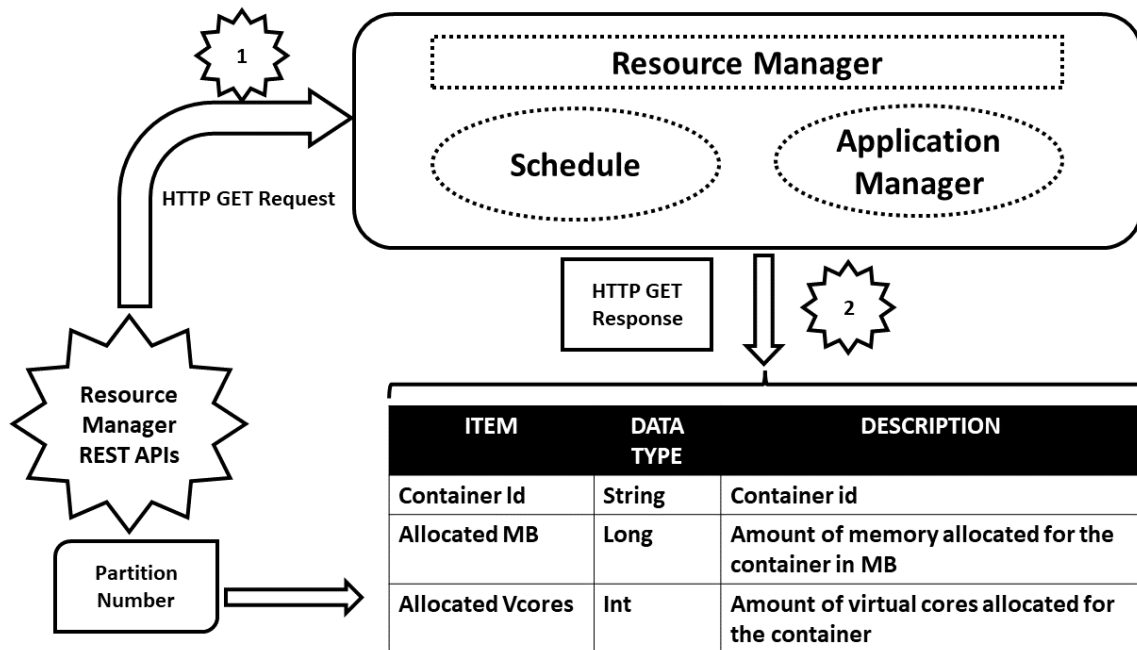 1
Resource Manager
Schedule
Application
Manager
HTTP GET Request
HTTP GET
Response
2
Resource
Manager
REST APIs
Partition
Number
ITEM DATA TYPE DESCRIPTION
Container Id String Container id
Allocated MB Long Amount of memory allocated for the
container in MB
Allocated Vcores Int Amount of virtual cores allocated for
the container